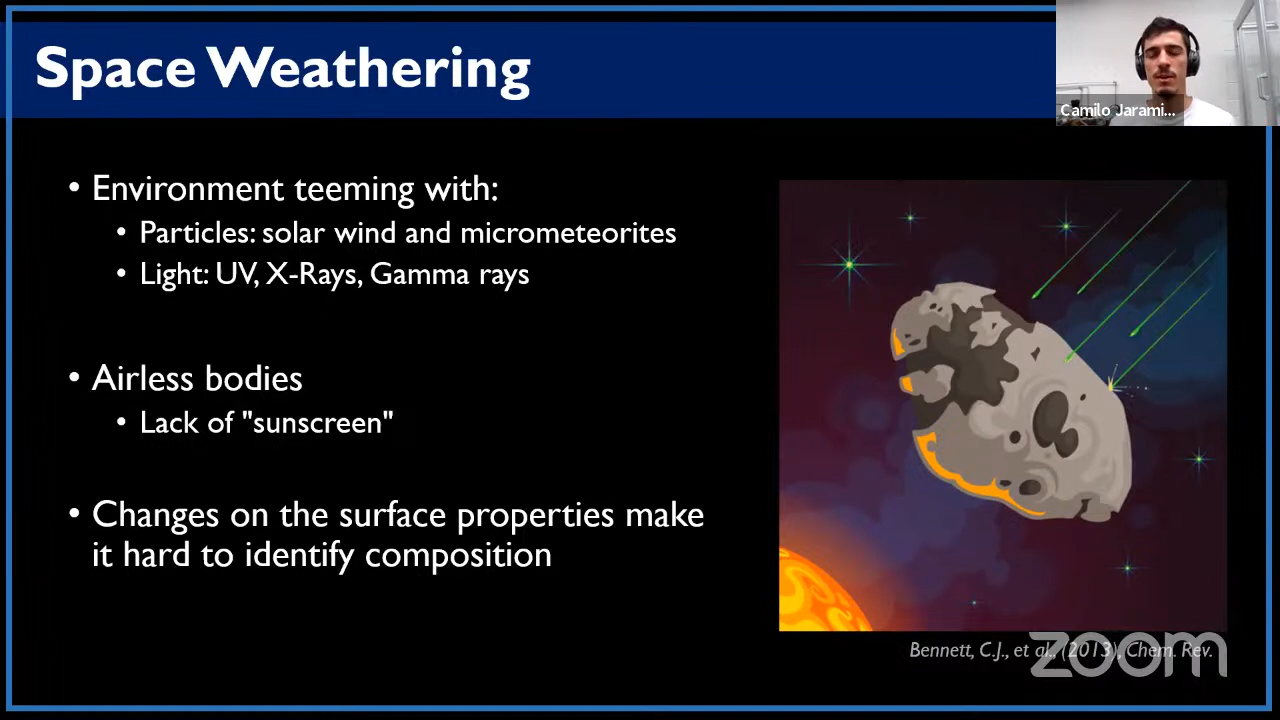 Space Weathering
Camilo Jarami...
• Environment teeming with:
• Particles: solar wind and micrometeorites
• Light: UV, X-Rays, Gamma rays
• Airless bodies
• Lack of "sunscreen"
• Changes on the surface properties make
it hard to identify composition
Bennett, C.J., et al., (2013), Chem. Rev.
zoom